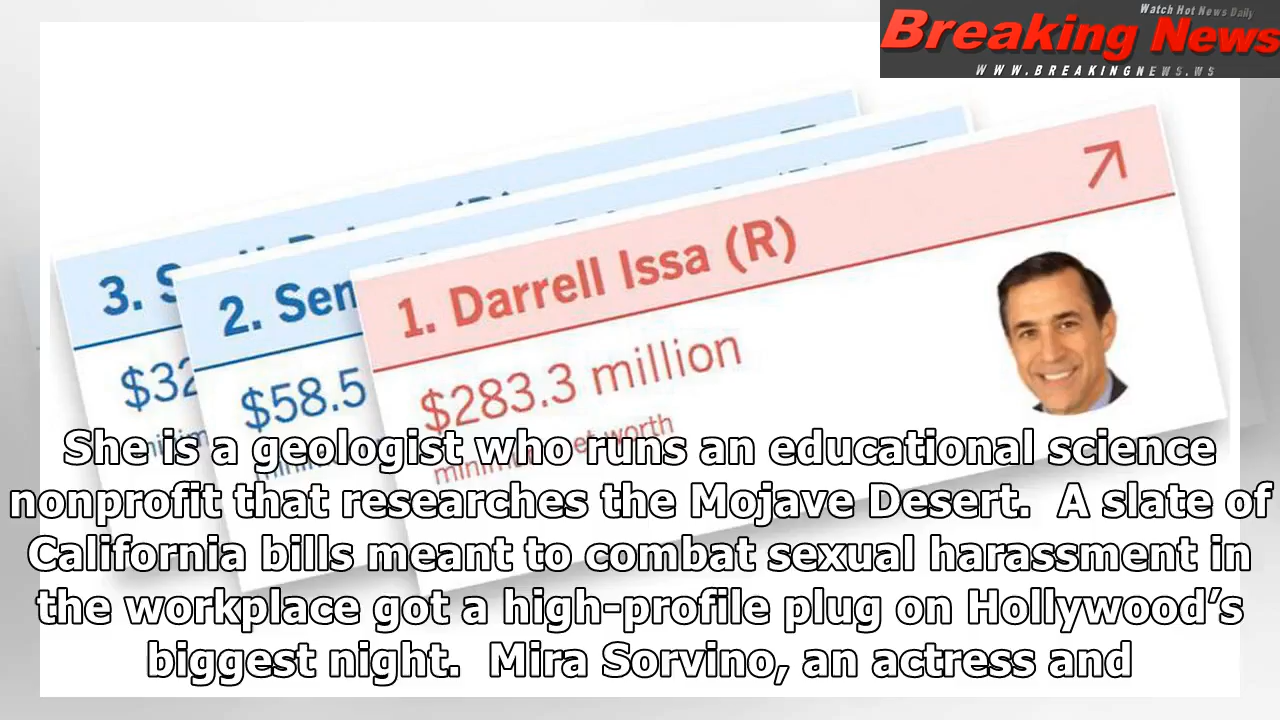 Watch Hot News Daily
Breaking News
WWW.BREAKINGNEWS.WS
3. S
2. Sen
1. Darrell Issa (R)
$32
$58.5
$283.3 million
She is a geologist who runs an educational science
nonprofit that researches the Mojave Desert. A slate of
California bills meant to combat sexual harassment in
the workplace got a high-profile plug on Hollywood’s
biggest night. Mira Sorvino, an actress and